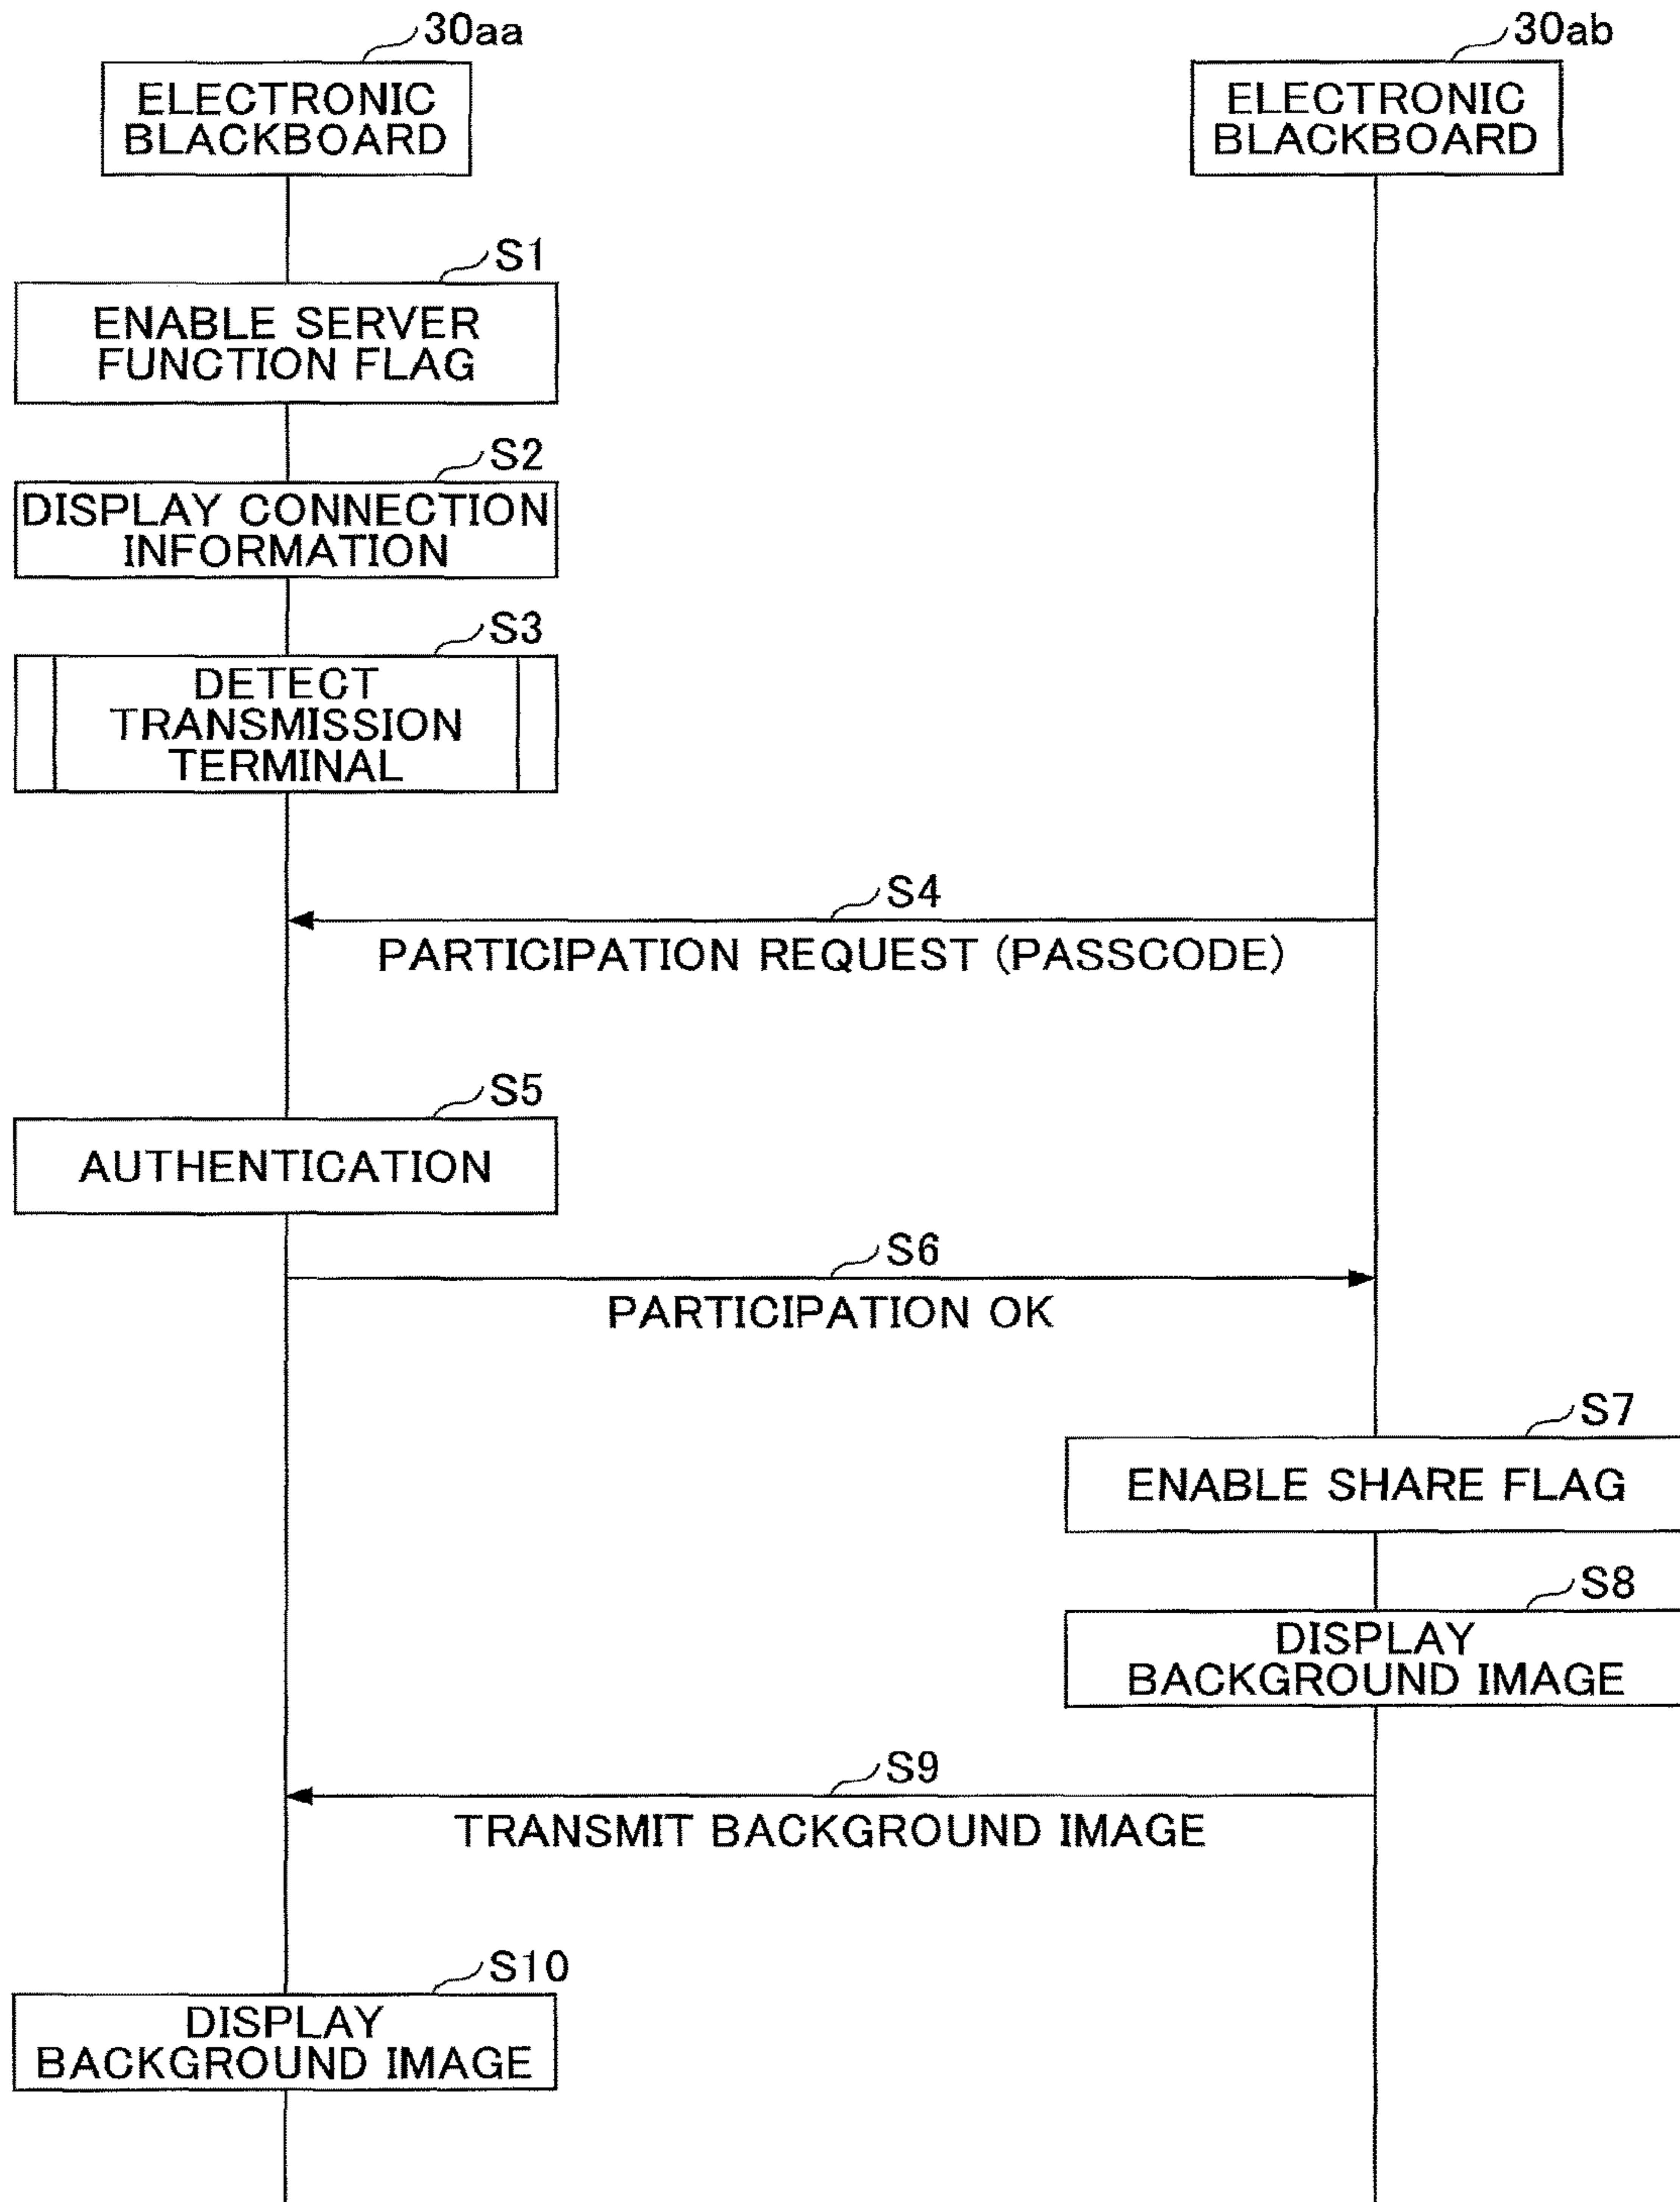 30aa
30ab
ELECTRONIC
BLACKBOARD
ELECTRONIC
BLACKBOARD
S1
ENABLE SERVER
FUNCTION FLAG
S2
DISPLAY CONNECTION
INFORMATION
S3
DETECT
TRANSMISSION
TERMINAL
S4
PARTICIPATION REQUEST (PASSCODE)
S5
AUTHENTICATION
S6
PARTICIPATION OK
S7
ENABLE SHARE FLAG
S8
DISPLAY
BACKGROUND IMAGE
S9
TRANSMIT BACKGROUND IMAGE
S10
DISPLAY
BACKGROUND IMAGE